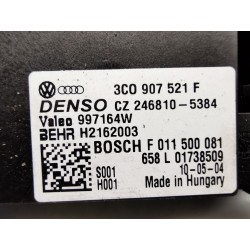 3C0 907 521 F
DENSO CZ 246810-5384
Valeo 997164W
BEHR H2162003
BOSCH F 011 500 081
658 L 01738509
S001 10-05-04
H001 Made in Hungary